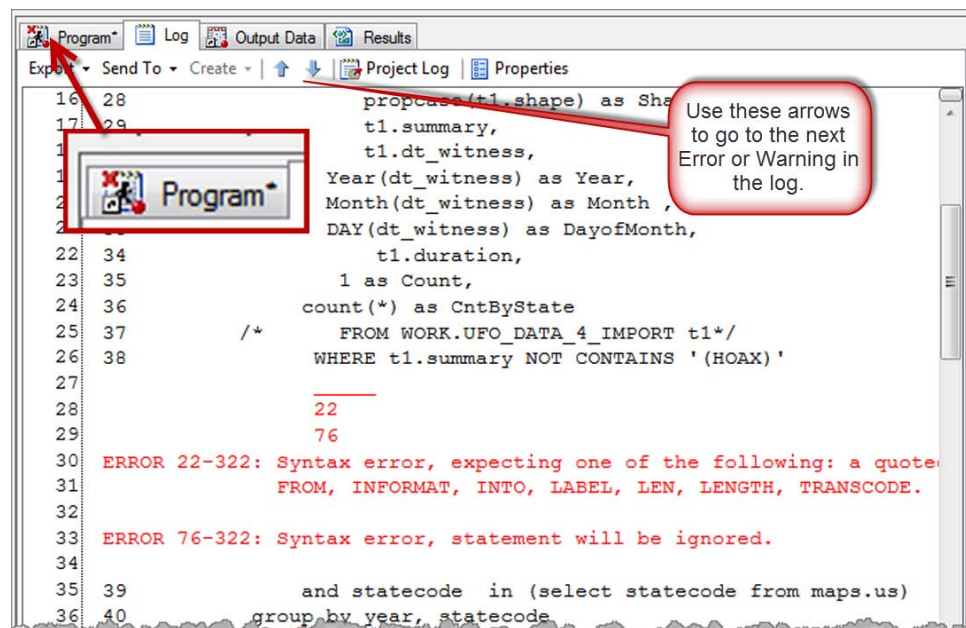 Program* Log Output Data Results
Export Send To Create Project Log Properties
16 28 propcase(t1.shape) as Sha
17 29 t1.summary,
t1.dt_witness,
Year(dt_witness) as Year,
Month(dt_witness) as Month ,
DAY(dt_witness) as DayofMonth,
22 34 t1.duration,
23 35 1 as Count,
24 36 count(*) as CntByState
25 37 /* FROM WORK.UFO_DATA_4_IMPORT t1*/
26 38 WHERE t1.summary NOT CONTAINS '(HOAX)'
27
28 22
29 76
30 ERROR 22-322: Syntax error, expecting one of the following: a quote
31 FROM, INFORMAT, INTO, LABEL, LEN, LENGTH, TRANSCODE.
32
33 ERROR 76-322: Syntax error, statement will be ignored.
34
35 39 and statecode in (select statecode from maps.us)
36 40 group by year, statecode
Program*
Use these arrows
to go to the next
Error or Warning in
the log.